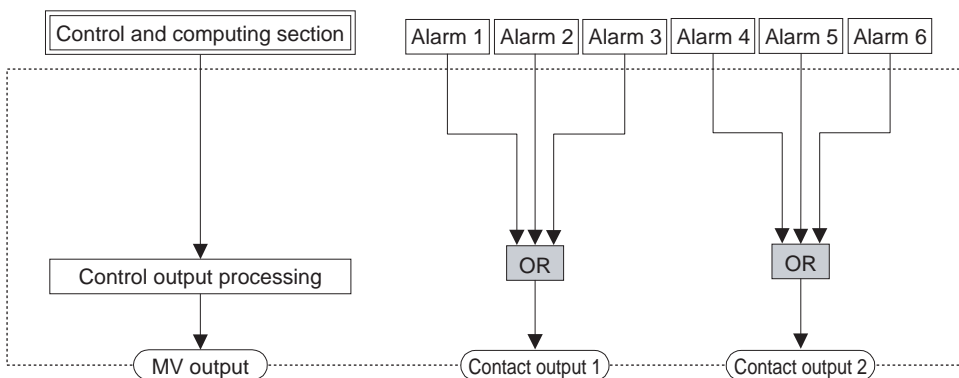 Control and computing section
Alarm 1 Alarm 2 Alarm 3 Alarm 4 Alarm 5 Alarm 6
Control output processing
OR
OR
MV output
Contact output 1
Contact output 2